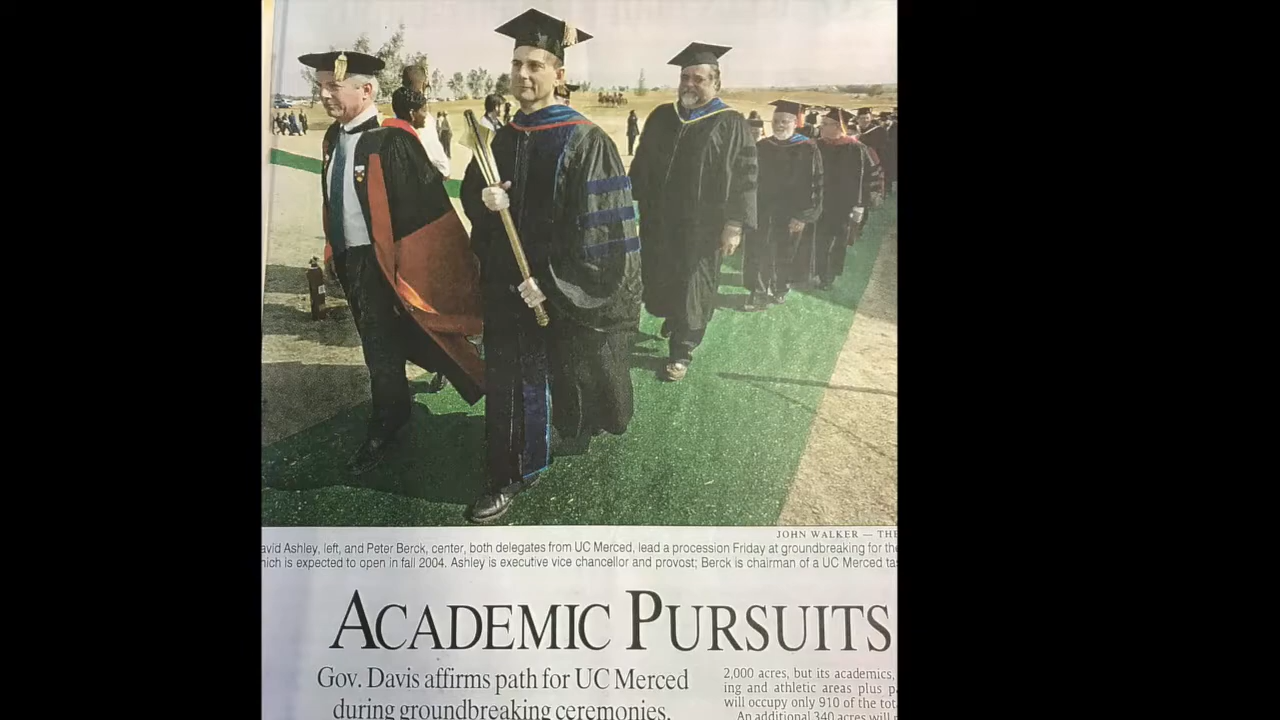 JOHN WALKER — THE
avid Ashley, left, and Peter Berck, center, both delegates from UC Merced, lead a procession Friday at groundbreaking for the
hich is expected to open in fall 2004. Ashley is executive vice chancellor and provost; Berck is chairman of a UC Merced ta
ACADEMIC PURSUITS
Gov. Davis affirms path for UC Merced
during groundbreaking ceremonies.
2,000 acres, but its academics,
ing and athletic areas plus p
will occupy only 910 of the tot
An additional 340 acres will